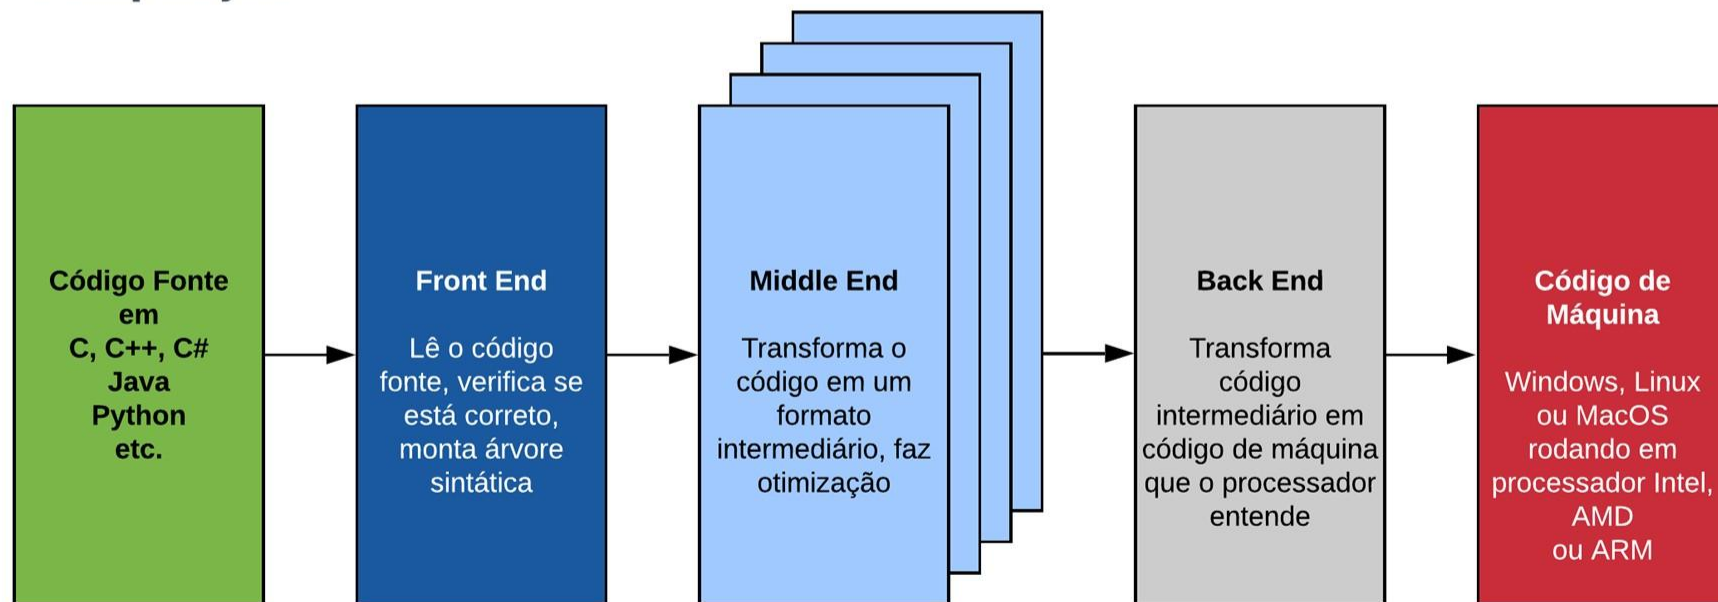 Código Fonte
em
C, C++, C#
Java
Python
etc.
Front End
Lê o código
fonte, verifica se
está correto,
monta árvore
sintática
Middle End
Transforma o
código em um
formato
intermediário, faz
otimização
Back End
Transforma
código
intermediário em
código de máquina
que o processador
entende
Código de
Máquina
Windows, Linux
ou MacOS
rodando em
processador Intel,
AMD
ou ARM